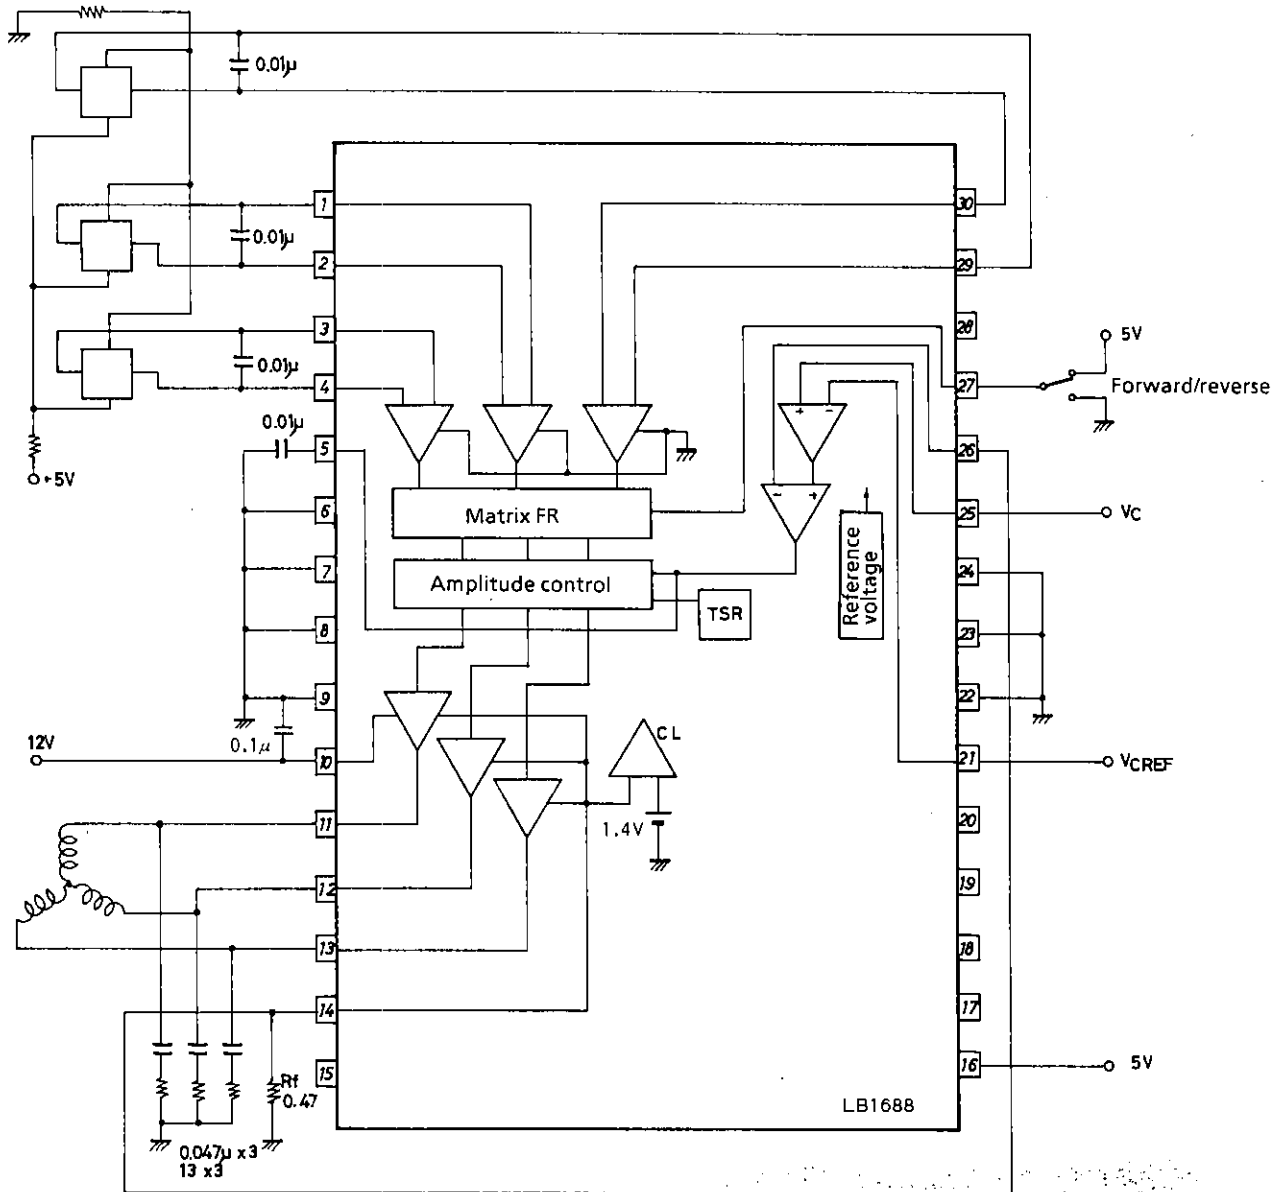 0.01µ
1
30
0.01µ
2
29
3
28
5V
0.01µ
4
27
Forward/reverse
+ -
0.01µ
5
26
+5V
- +
6
Matrix FR
25
VC
Reference voltage
7
24
Amplitude control
TSR
8
23
9
22
0.1µ
CL
12V
10
21
VCREF
11
1.4V
20
12
19
13
18
14
17
15
Rf
0.47
16
5V
LB1688
0.047µ x3
13 x3